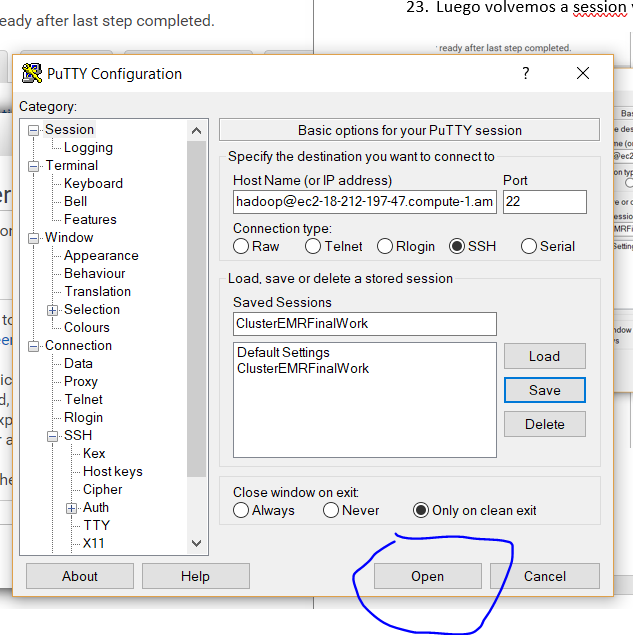 eady after last step completed.
23. Luego volvemos a session
ready after last step completed.
PuTTY Configuration
?
Category:
Session
Logging
Terminal
Keyboard
Bell
Features
Window
Appearance
Behaviour
Translation
Selection
Colours
Connection
Data
Proxy
Telnet
Rlogin
SSH
Kex
Host keys
Cipher
Auth
TTY
X11
Basic options for your PuTTY session
Specify the destination you want to connect to
Host Name (or IP address) Port
hadoop@ec2-18-212-197-47.compute-1.am 22
Connection type:
Raw Telnet Rlogin SSH Serial
Load, save or delete a stored session
Saved Sessions
ClusterEMRFinalWork
Default Settings
ClusterEMRFinalWork
Load
Save
Delete
Close window on exit:
Always Never Only on clean exit
About Help Open Cancel